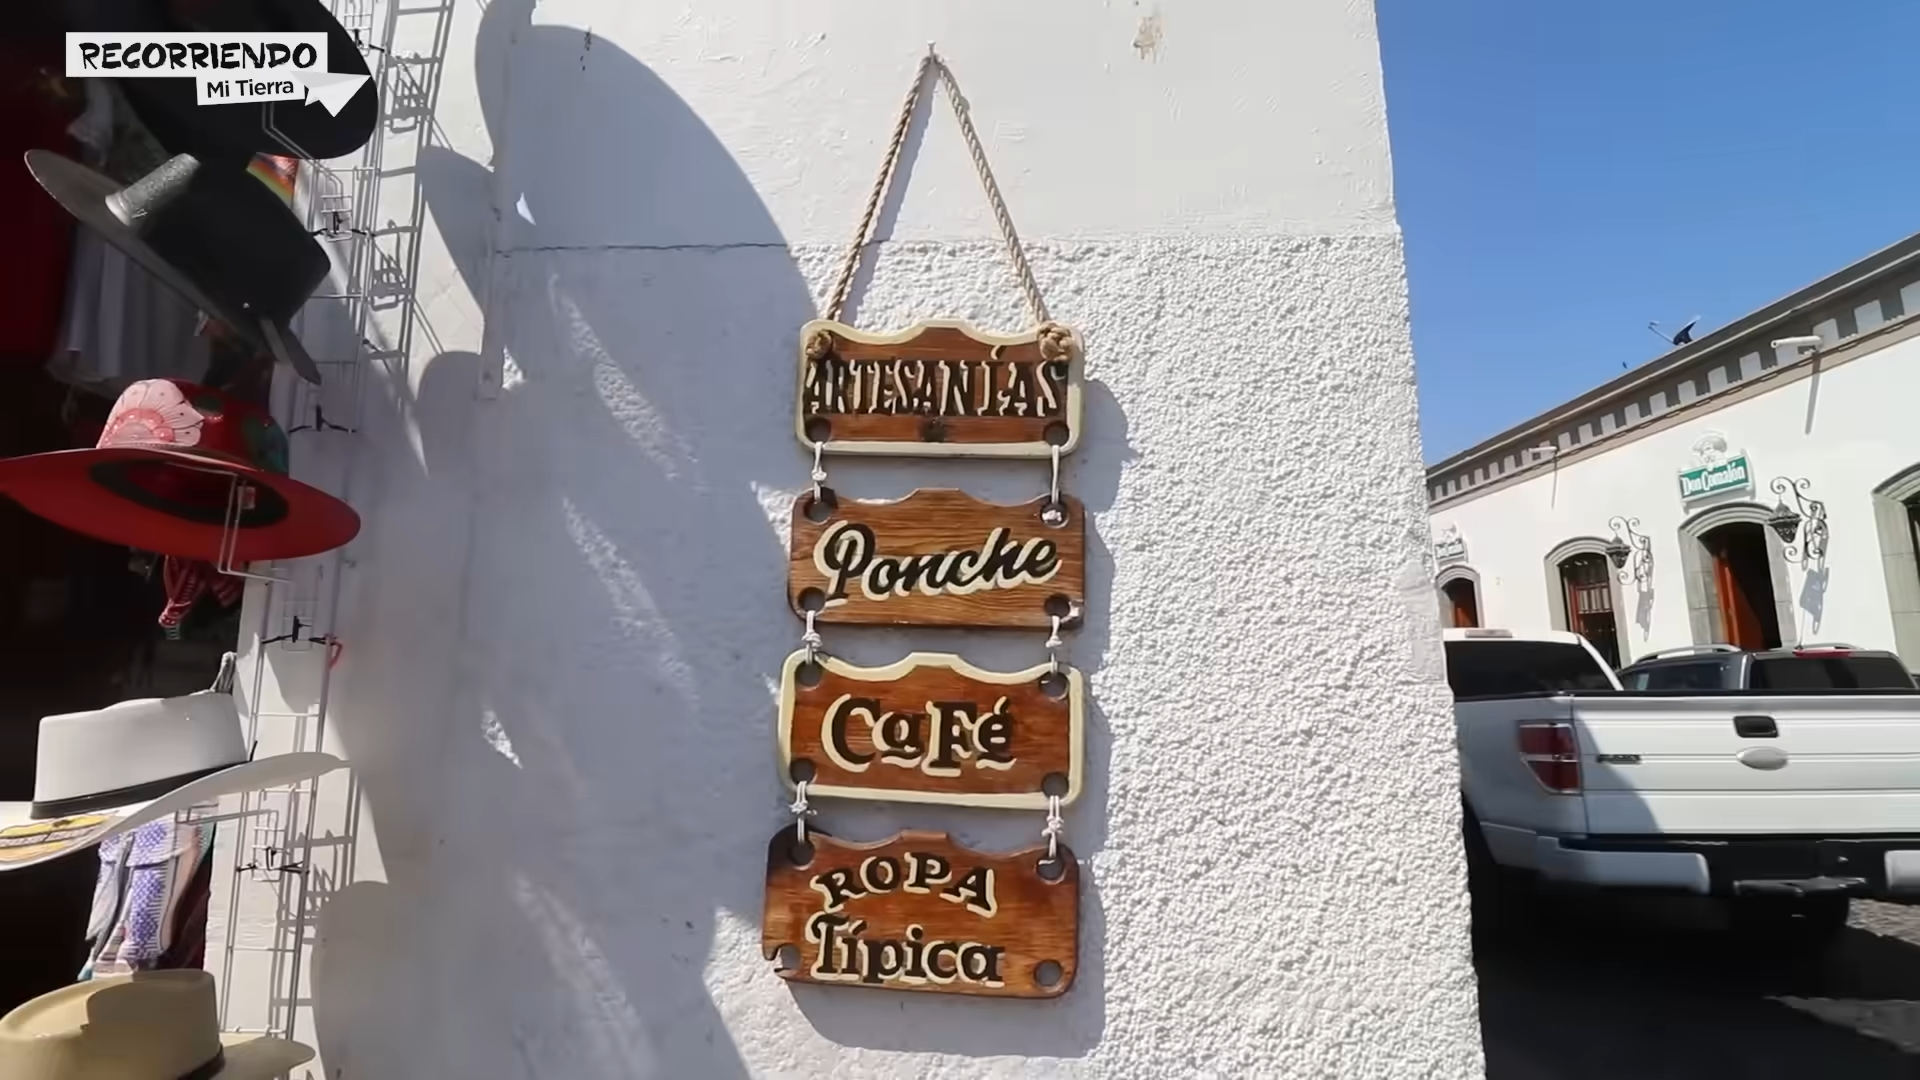 RECORRIENDO
Mi Tierra
ARTESANÍAS
Ponche
CaFé
ROPA
Típica
Don Comalón